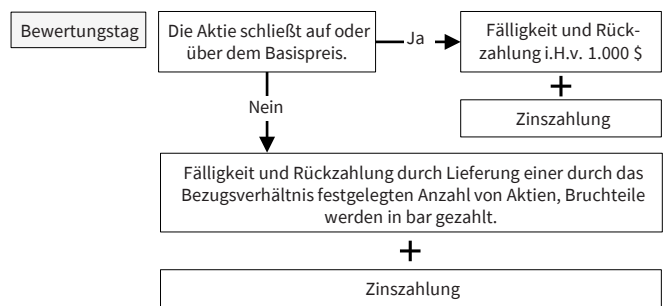 Bewertungstag
Die Aktie schließt auf oder
über dem Basispreis.
Ja
Fälligkeit und Rück-
zahlung i.H.v. 1.000 $
+
Zinszahlung
Nein
Fälligkeit und Rückzahlung durch Lieferung einer durch das
Bezugsverhältnis festgelegten Anzahl von Aktien, Bruchteile
werden in bar gezahlt.
+
Zinszahlung